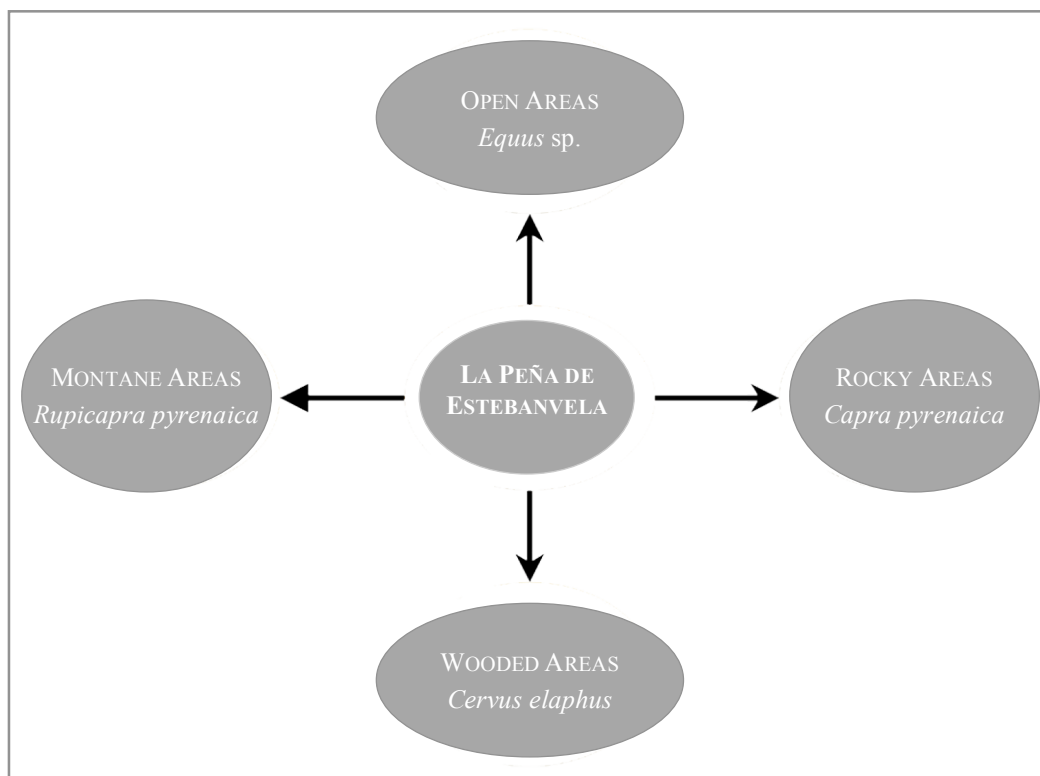 OPEN AREAS
Equus sp.
MONTANE AREAS
Rupicapra pyrenaica
LA PEÑA DE
ESTEBANVELA
ROCKY AREAS
Capra pyrenaica
WOODED AREAS
Cervus elaphus